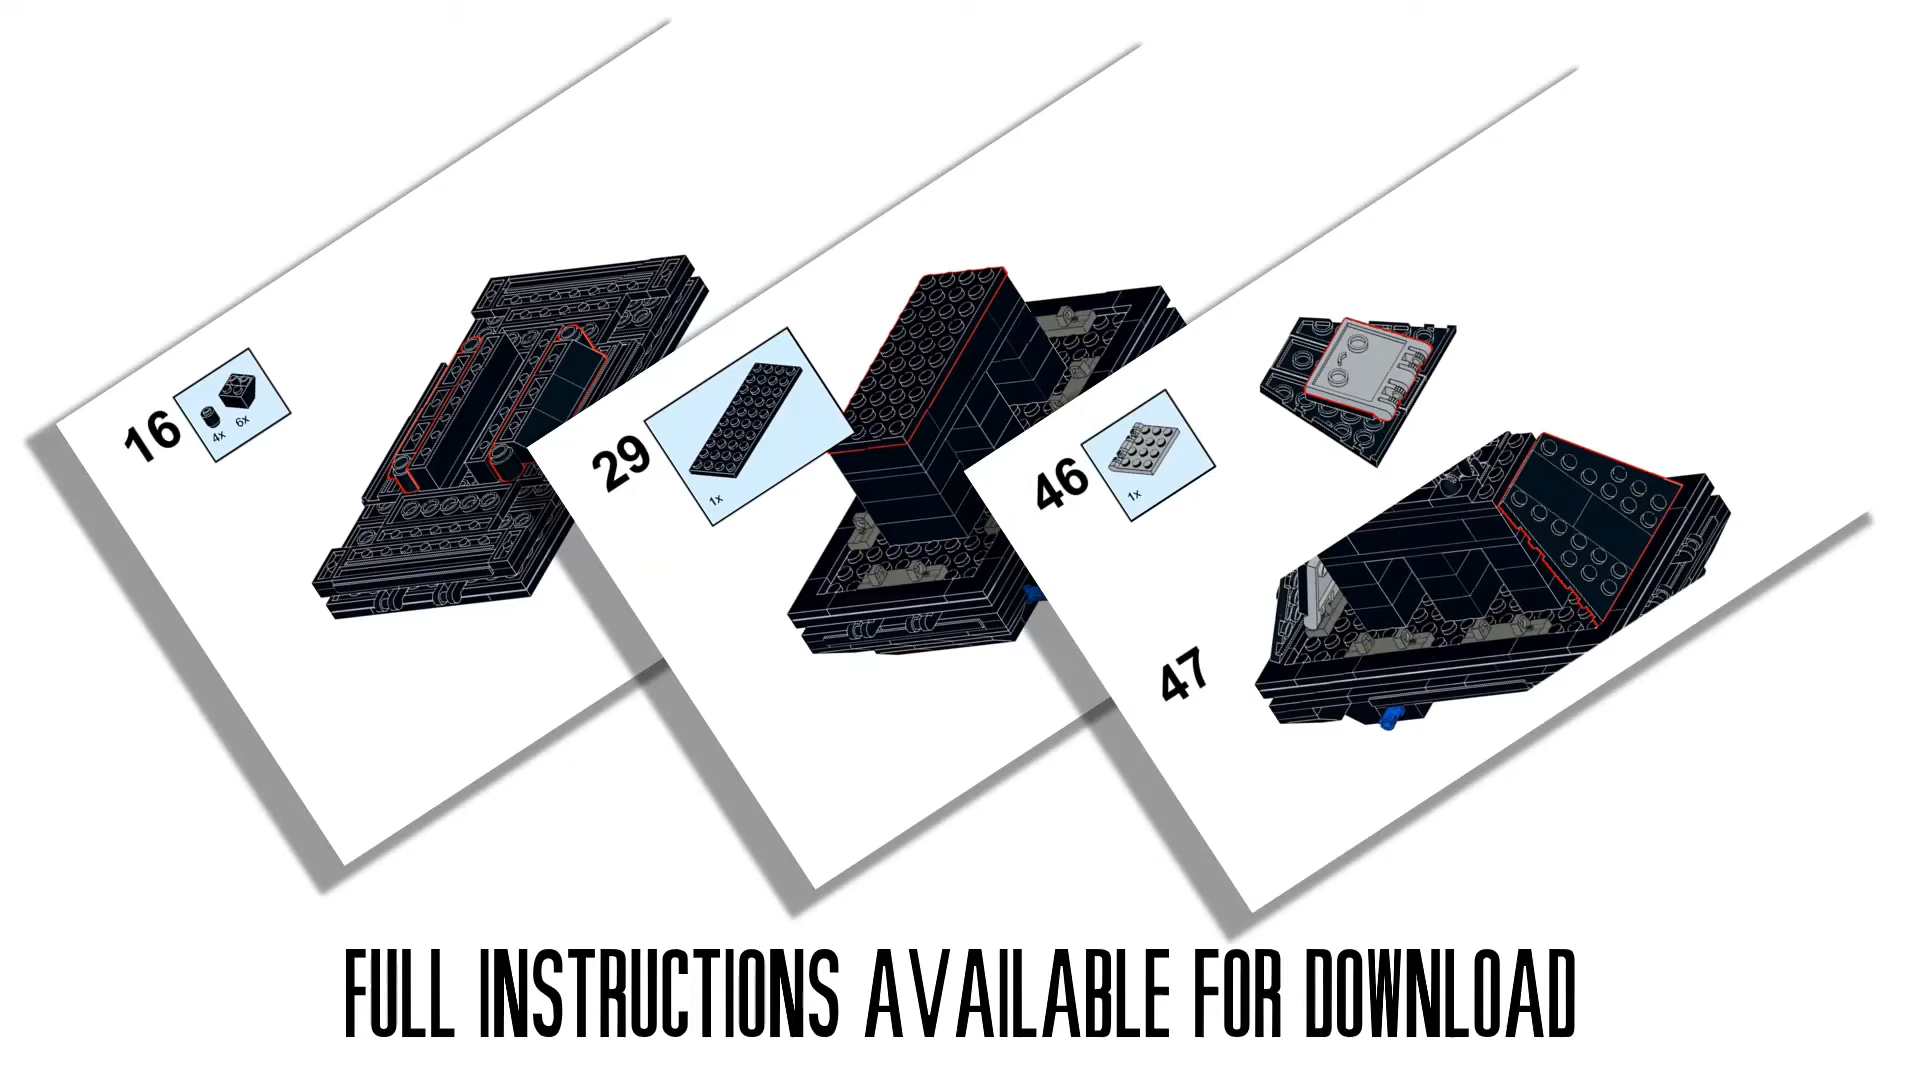 16
4x 6x
29
1x
46
1x
47
FULL INSTRUCTIONS AVAILABLE FOR DOWNLOAD